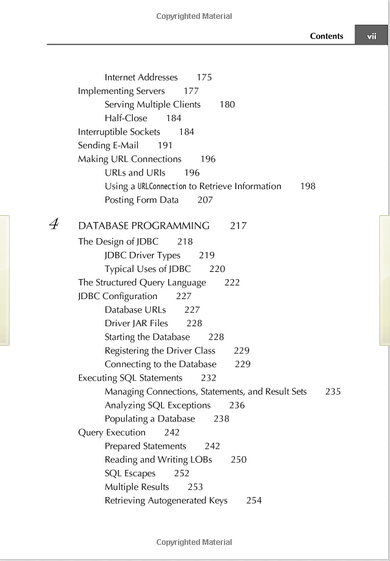 Copyrighted Material
Contents vii
Internet Addresses 175
Implementing Servers 177
Serving Multiple Clients 180
Half-Close 184
Interruptible Sockets 184
Sending E-Mail 191
Making URL Connections 196
URLs and URIs 196
Using a URLConnection to Retrieve Information 198
Posting Form Data 207
4 DATABASE PROGRAMMING 217
The Design of JDBC 218
JDBC Driver Types 219
Typical Uses of JDBC 220
The Structured Query Language 222
JDBC Configuration 227
Database URLs 227
Driver JAR Files 228
Starting the Database 228
Registering the Driver Class 229
Connecting to the Database 229
Executing SQL Statements 232
Managing Connections, Statements, and Result Sets 235
Analyzing SQL Exceptions 236
Populating a Database 238
Query Execution 242
Prepared Statements 242
Reading and Writing LOBs 250
SQL Escapes 252
Multiple Results 253
Retrieving Autogenerated Keys 254
Copyrighted Material